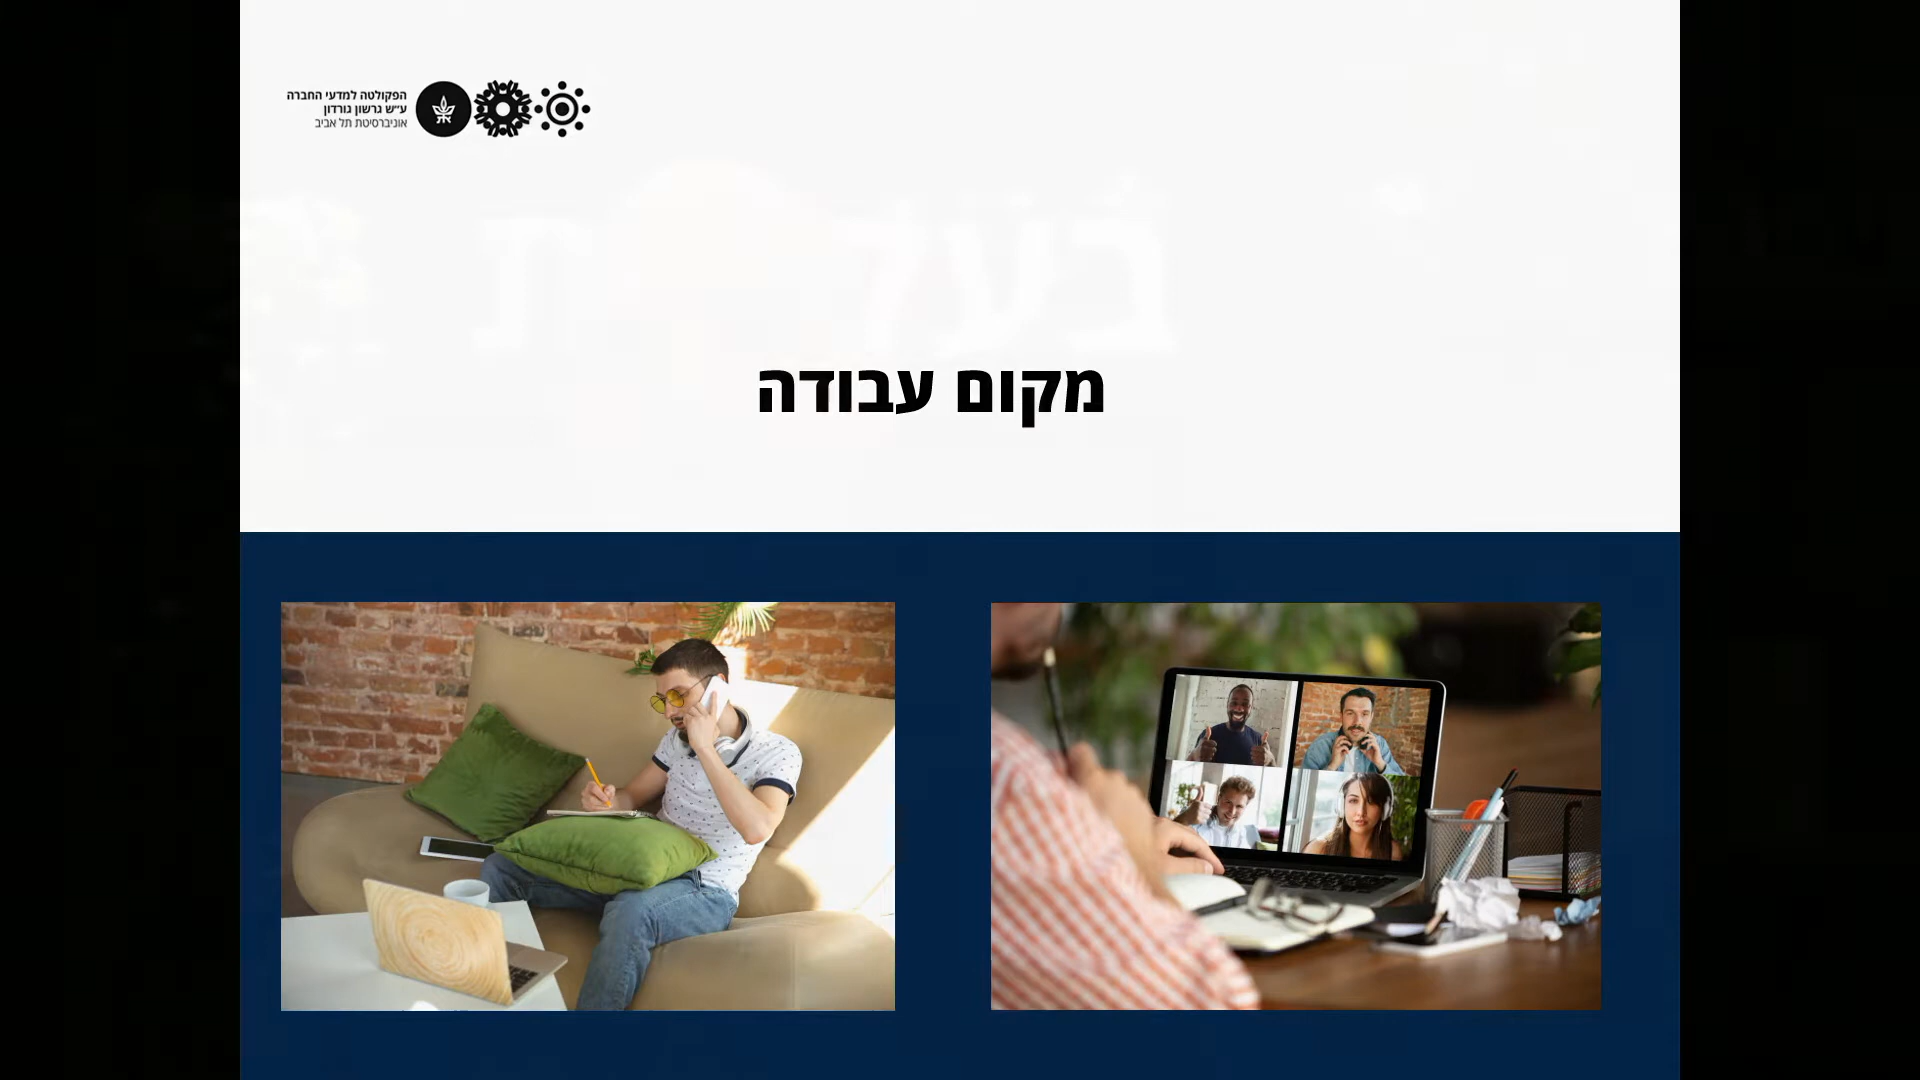 הפקולטה למדעי החברה
ע״ש גרשון גורדון
אוניברסיטת תל אביב
מקום עבודה